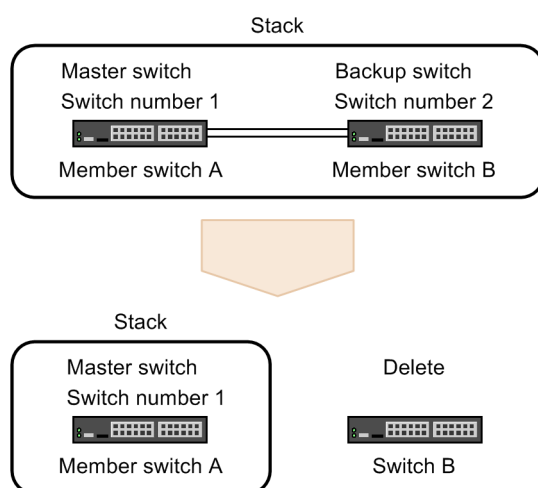 Stack
Master switch
Switch number 1
Member switch A
Backup switch
Switch number 2
Member switch B
Stack
Master switch
Switch number 1
Member switch A
Delete
Switch B